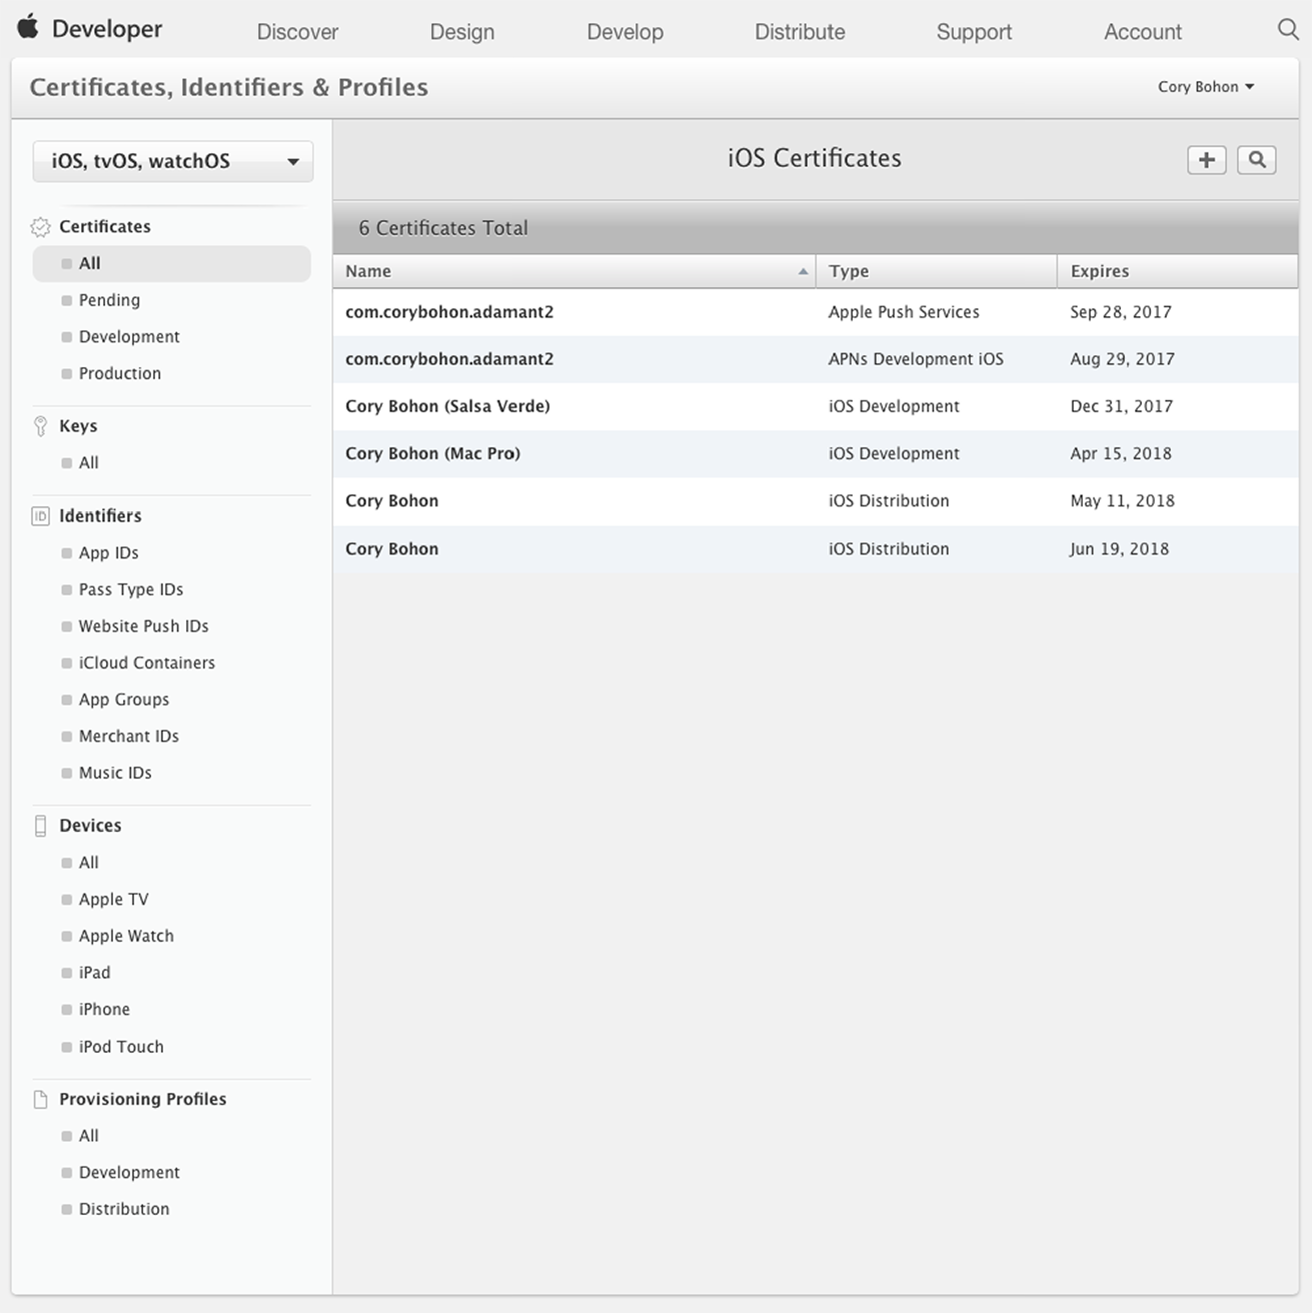 Developer
Discover
Design
Develop
Distribute
Support
Account
Certificates, Identifiers & Profiles
Cory Bohon
iOS, tvOS, watchOS
Certificates
All
Pending
Development
Production
Keys
All
ID Identifiers
App IDs
Pass Type IDs
Website Push IDs
iCloud Containers
App Groups
Merchant IDs
Music IDs
Devices
All
Apple TV
Apple Watch
iPad
iPhone
iPod Touch
Provisioning Profiles
All
Development
Distribution
iOS Certificates
6 Certificates Total
Name Type Expires
com.corybohon.adamant2 Apple Push Services Sep 28, 2017
com.corybohon.adamant2 APNs Development iOS Aug 29, 2017
Cory Bohon (Salsa Verde) iOS Development Dec 31, 2017
Cory Bohon (Mac Pro) iOS Development Apr 15, 2018
Cory Bohon iOS Distribution May 11, 2018
Cory Bohon iOS Distribution Jun 19, 2018